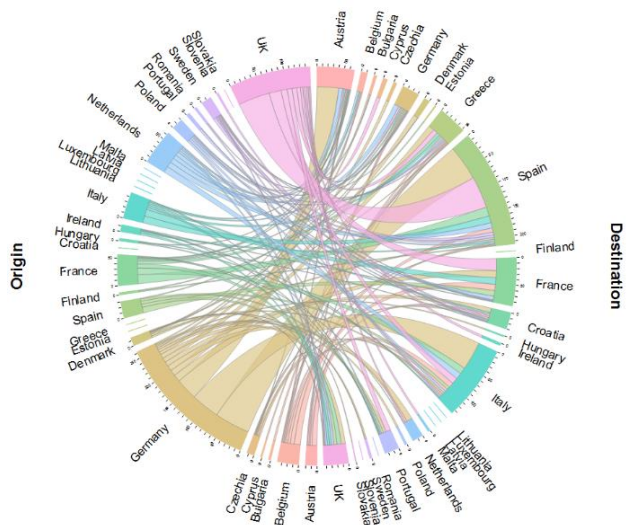 Origin
UK
Slovakia
Slovenia
Sweden
Romania
Portugal
Poland
Netherlands
Malta
Latvia
Luxembourg
Lithuania
Italy
Ireland
Hungary
Croatia
France
Finland
Spain
Greece
Estonia
Denmark
Germany
Czechia
Cyprus
Bulgaria
Belgium
Austria
Austria
Belgium
Bulgaria
Cyprus
Czechia
Germany
Denmark
Estonia
Greece
Spain
Finland
France
Croatia
Hungary
Ireland
Italy
Lithuania
Luxembourg
Latvia
Malta
Netherlands
Poland
Portugal
Romania
Sweden
Slovenia
Slovakia
UK
Destination